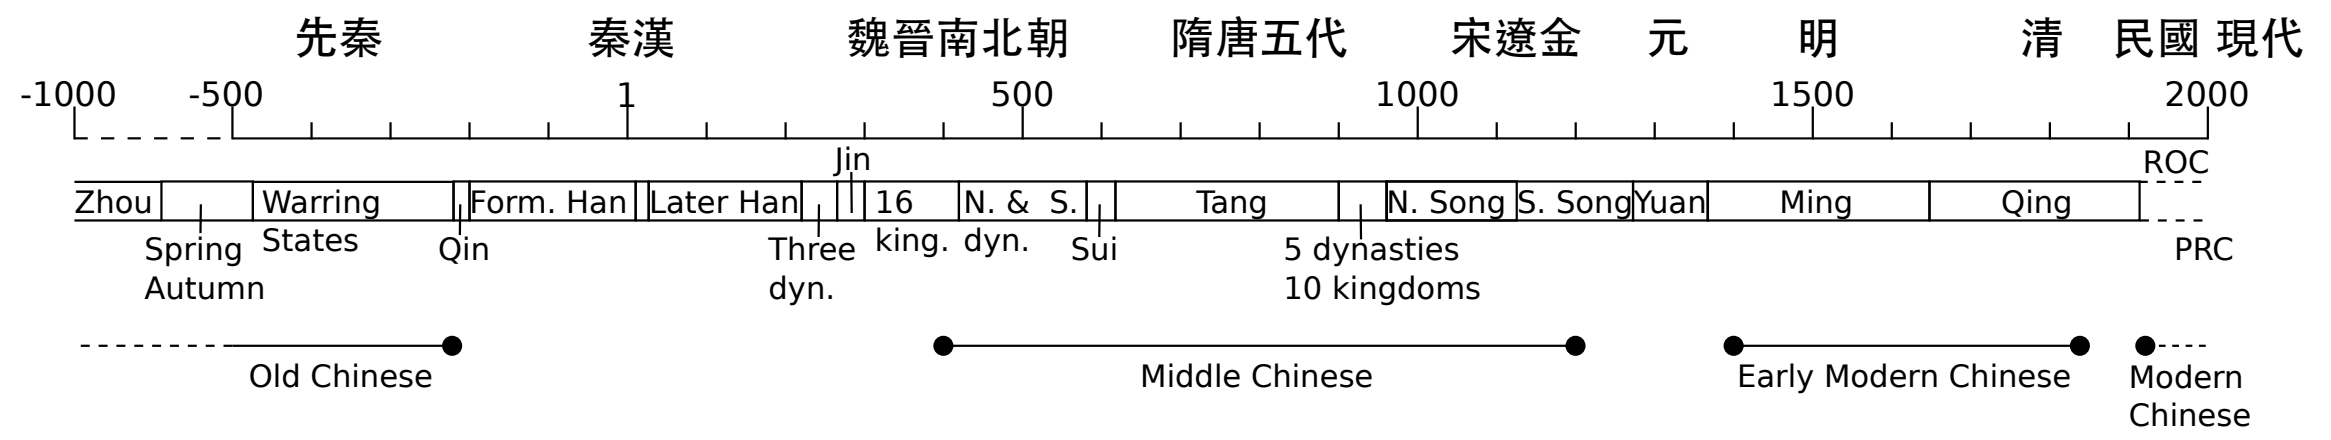 先秦 秦漢 魏晉南北朝 隋唐五代 宋遼金 元 明 清 民國 現代
-1000 -500 1 500 1000 1500 2000
Jin
ROC
Zhou Warring Form. Han Later Han 16 N. & S. Tang N. Song S. Song Yuan Ming Qing
States king. dyn.
Spring Qin Three Sui 5 dynasties PRC
Autumn dyn. 10 kingdoms
Old Chinese Middle Chinese Early Modern Chinese Modern
Chinese